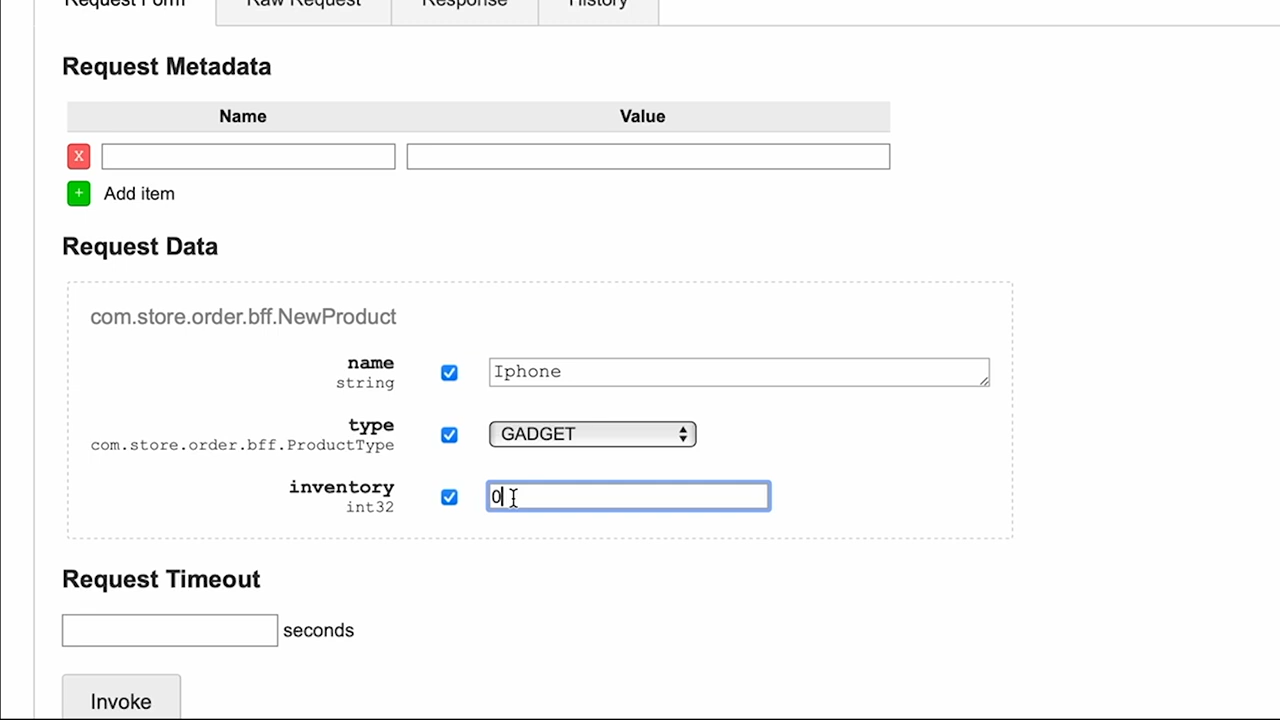 Request Form Raw Request Response History
Request Metadata
Name Value
X
+ Add item
Request Data
com.store.order.bff.NewProduct
name
string
Iphone
type
com.store.order.bff.ProductType
GADGET
inventory
int32
0
Request Timeout
seconds
Invoke